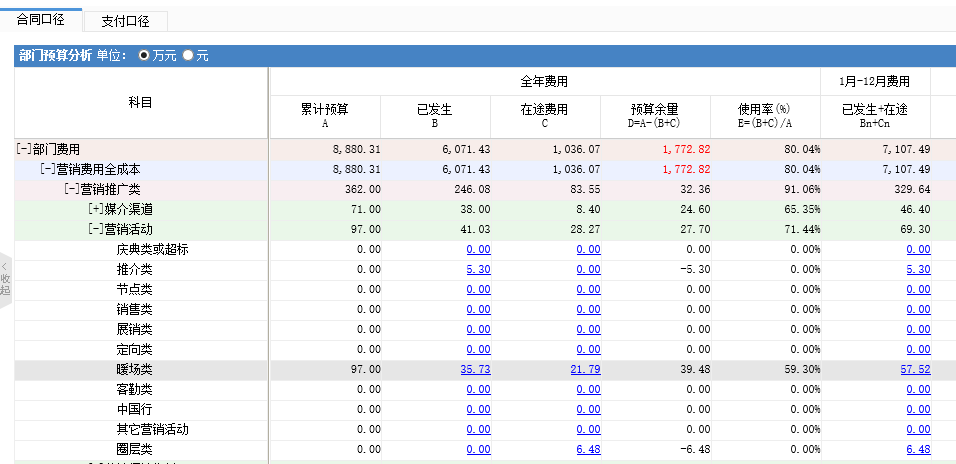 合同口径 支付口径
部门预算分析 单位： 万元 元
科目 全年费用 1月-12月费用
累计预算 已发生 在途费用 预算余量 使用率(%) 已发生+在途
A B C D=A-(B+C) E=(B+C)/A Bn+Cn
[-]部门费用 8,880.31 6,071.43 1,036.07 1,772.82 80.04% 7,107.49
[-]营销费用全成本 8,880.31 6,071.43 1,036.07 1,772.82 80.04% 7,107.49
[-]营销推广类 362.00 246.08 83.55 32.36 91.06% 329.64
[+]媒介渠道 71.00 38.00 8.40 24.60 65.35% 46.40
[-]营销活动 97.00 41.03 28.27 27.70 71.44% 69.30
庆典类或超标 0.00 0.00 0.00 0.00 0.00% 0.00
推介类 0.00 5.30 0.00 -5.30 0.00% 5.30
节点类 0.00 0.00 0.00 0.00 0.00% 0.00
销售类 0.00 0.00 0.00 0.00 0.00% 0.00
展销类 0.00 0.00 0.00 0.00 0.00% 0.00
定向类 0.00 0.00 0.00 0.00 0.00% 0.00
暖场类 97.00 35.73 21.79 39.48 59.30% 57.52
客勤类 0.00 0.00 0.00 0.00 0.00% 0.00
中国行 0.00 0.00 0.00 0.00 0.00% 0.00
其它营销活动 0.00 0.00 0.00 0.00 0.00% 0.00
圈层类 0.00 0.00 6.48 -6.48 0.00% 6.48
收起